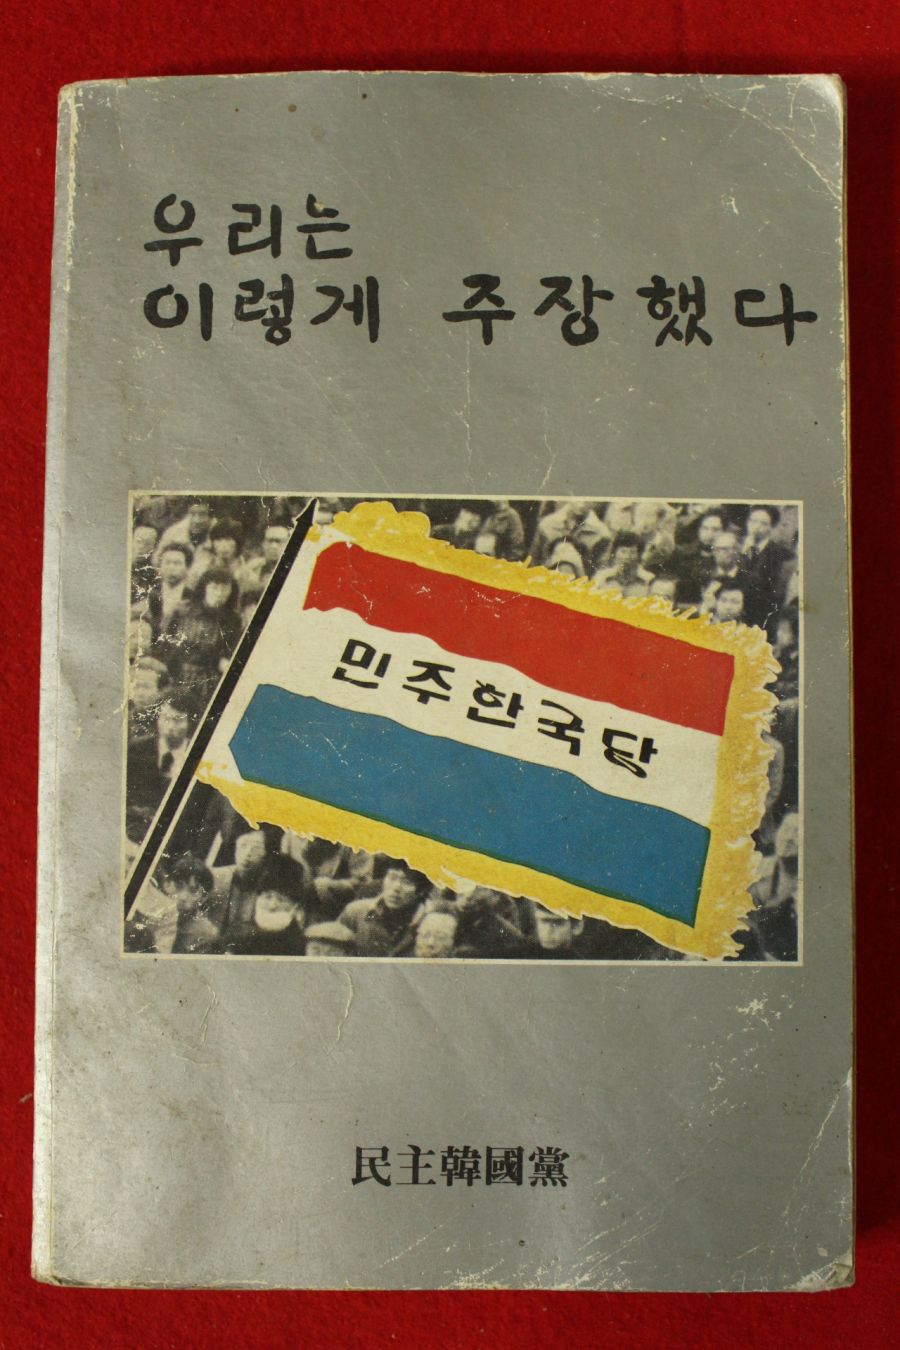 우리는
이렇게 주장했다
민주한국당
民主韓國黨